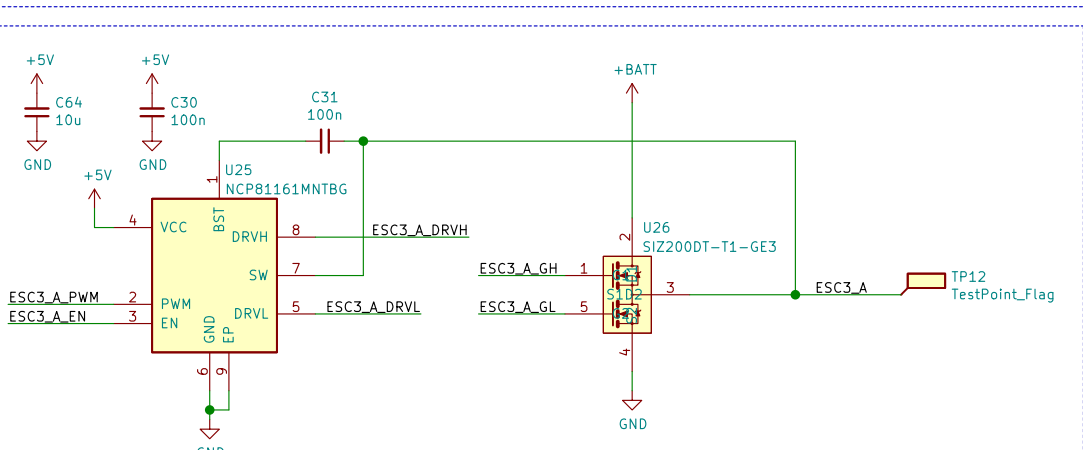 +5V
C64
10u
GND
+5V
C30
100n
GND
C31
100n
+BATT
+5V
U25
NCP81161MNTBG
1
BST
4
VCC
DRVH
8
ESC3_A_DRVH
SW
7
ESC3_A_PWM
2
PWM
ESC3_A_EN
3
EN
DRVL
5
ESC3_A_DRVL
GND
EP
6
9
GND
U26
SIZ200DT-T1-GE3
2
ESC3_A_GH
1
S1D2
3
ESC3_A_GL
5
4
GND
ESC3_A
TP12
TestPoint_Flag